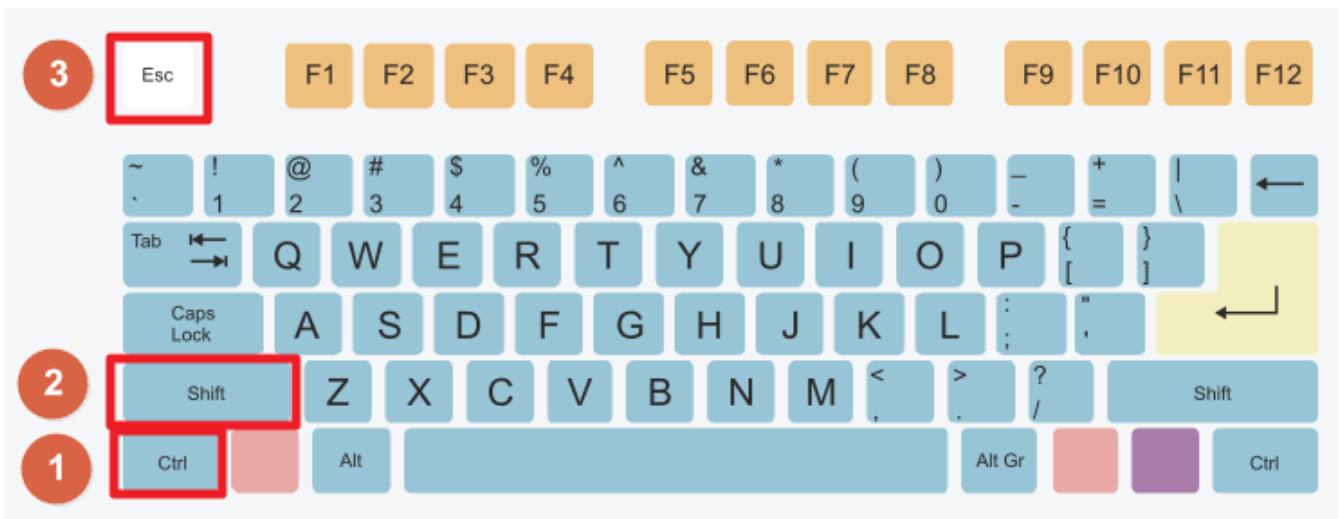 3 Esc F1 F2 F3 F4 F5 F6 F7 F8 F9 F10 F11 F12
~ ! @ # $ % ^ & * ( ) _ + |
` 1 2 3 4 5 6 7 8 9 0 - = \
Tab Q W E R T Y U I O P { [ } ]
Caps
Lock A S D F G H J K L : ; " '
2 Shift Z X C V B N M < , > . ? / Shift
1 Ctrl Alt Alt Gr Ctrl